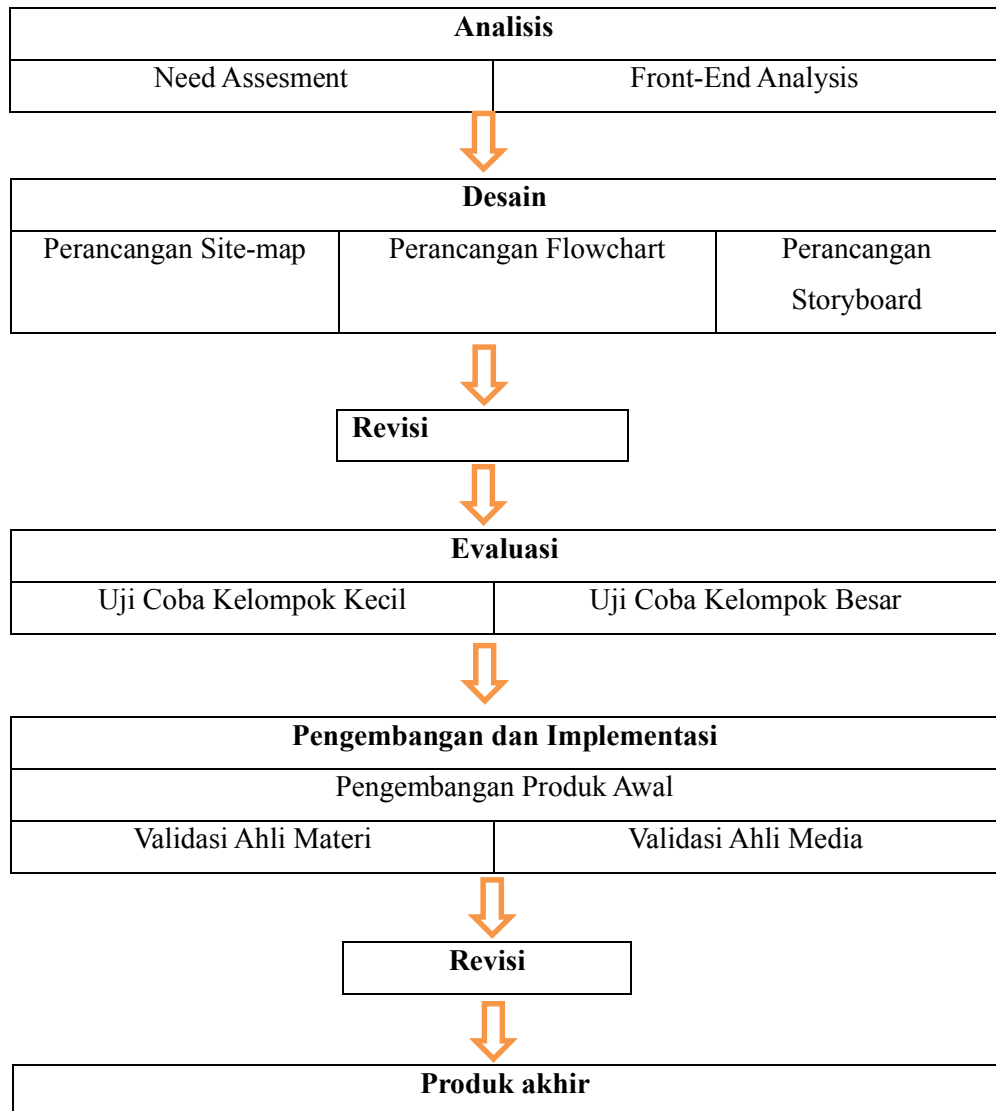 Analisis
Need Assesment Front-End Analysis
Desain
Perancangan Site-map Perancangan Flowchart Perancangan
Storyboard
Revisi
Evaluasi
Uji Coba Kelompok Kecil Uji Coba Kelompok Besar
Pengembangan dan Implementasi
Pengembangan Produk Awal
Validasi Ahli Materi Validasi Ahli Media
Revisi
Produk akhir